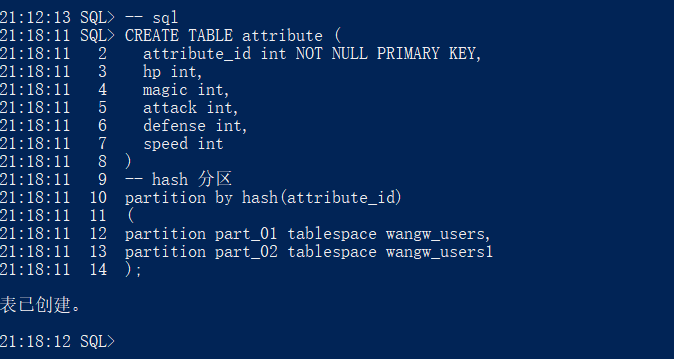 21:12:13 SQL> -- sql
21:18:11 SQL> CREATE TABLE attribute (
21:18:11   2    attribute_id int NOT NULL PRIMARY KEY,
21:18:11   3    hp int,
21:18:11   4    magic int,
21:18:11   5    attack int,
21:18:11   6    defense int,
21:18:11   7    speed int
21:18:11   8  )
21:18:11   9  -- hash 分区
21:18:11  10  partition by hash(attribute_id)
21:18:11  11  (
21:18:11  12  partition part_01 tablespace wangw_users,
21:18:11  13  partition part_02 tablespace wangw_users1
21:18:11  14  );
表已创建。
21:18:12 SQL>